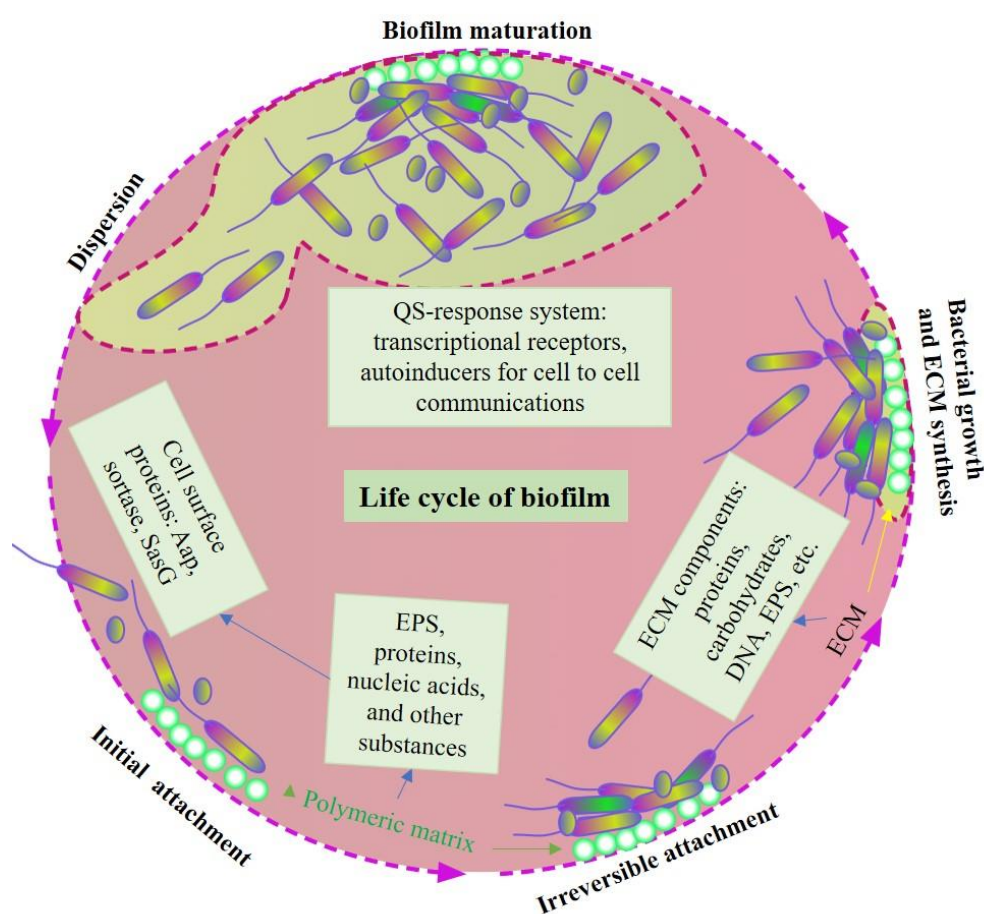 Biofilm maturation
Dispersion
QS-response system:
transcriptional receptors,
autoinducers for cell to cell
communications
Bacterial growth
and ECM synthesis
Cell surface
proteins: Aap,
sortase, SasG
Life cycle of biofilm
ECM components:
proteins,
carbohydrates,
DNA, EPS, etc.
ECM
EPS,
proteins,
nucleic acids,
and other
substances
Initial attachment
Polymeric matrix
Irreversible attachment